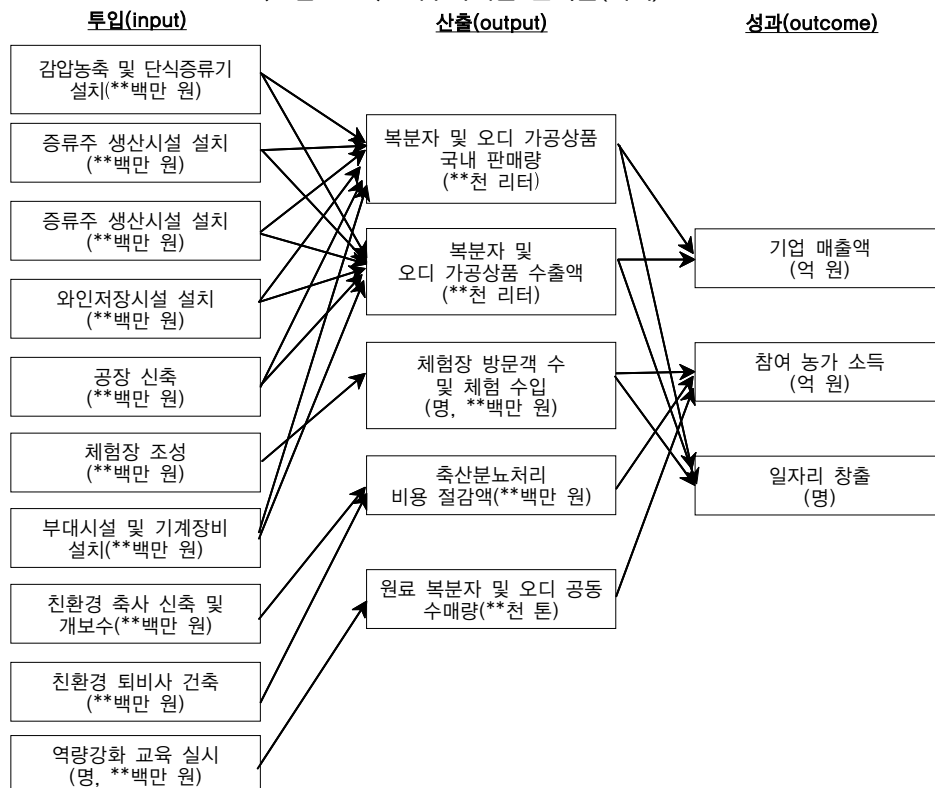 투입(input)
산출(output)
성과(outcome)
감압농축 및 단식증류기
설치(**백만 원)
증류주 생산시설 설치
(**백만 원)
증류주 생산시설 설치
(**백만 원)
와인저장시설 설치
(**백만 원)
공장 신축
(**백만 원)
체험장 조성
(**백만 원)
부대시설 및 기계장비
설치(**백만 원)
친환경 축사 신축 및
개보수(**백만 원)
친환경 퇴비사 건축
(**백만 원)
역량강화 교육 실시
(명, **백만 원)
복분자 및 오디 가공상품
국내 판매량
(**천 리터)
복분자 및
오디 가공상품 수출액
(**천 리터)
체험장 방문객 수
및 체험 수입
(명, **백만 원)
축산분뇨처리
비용 절감액(**백만 원)
원료 복분자 및 오디 공동
수매량(**천 톤)
기업 매출액
(억 원)
참여 농가 소득
(억 원)
일자리 창출
(명)